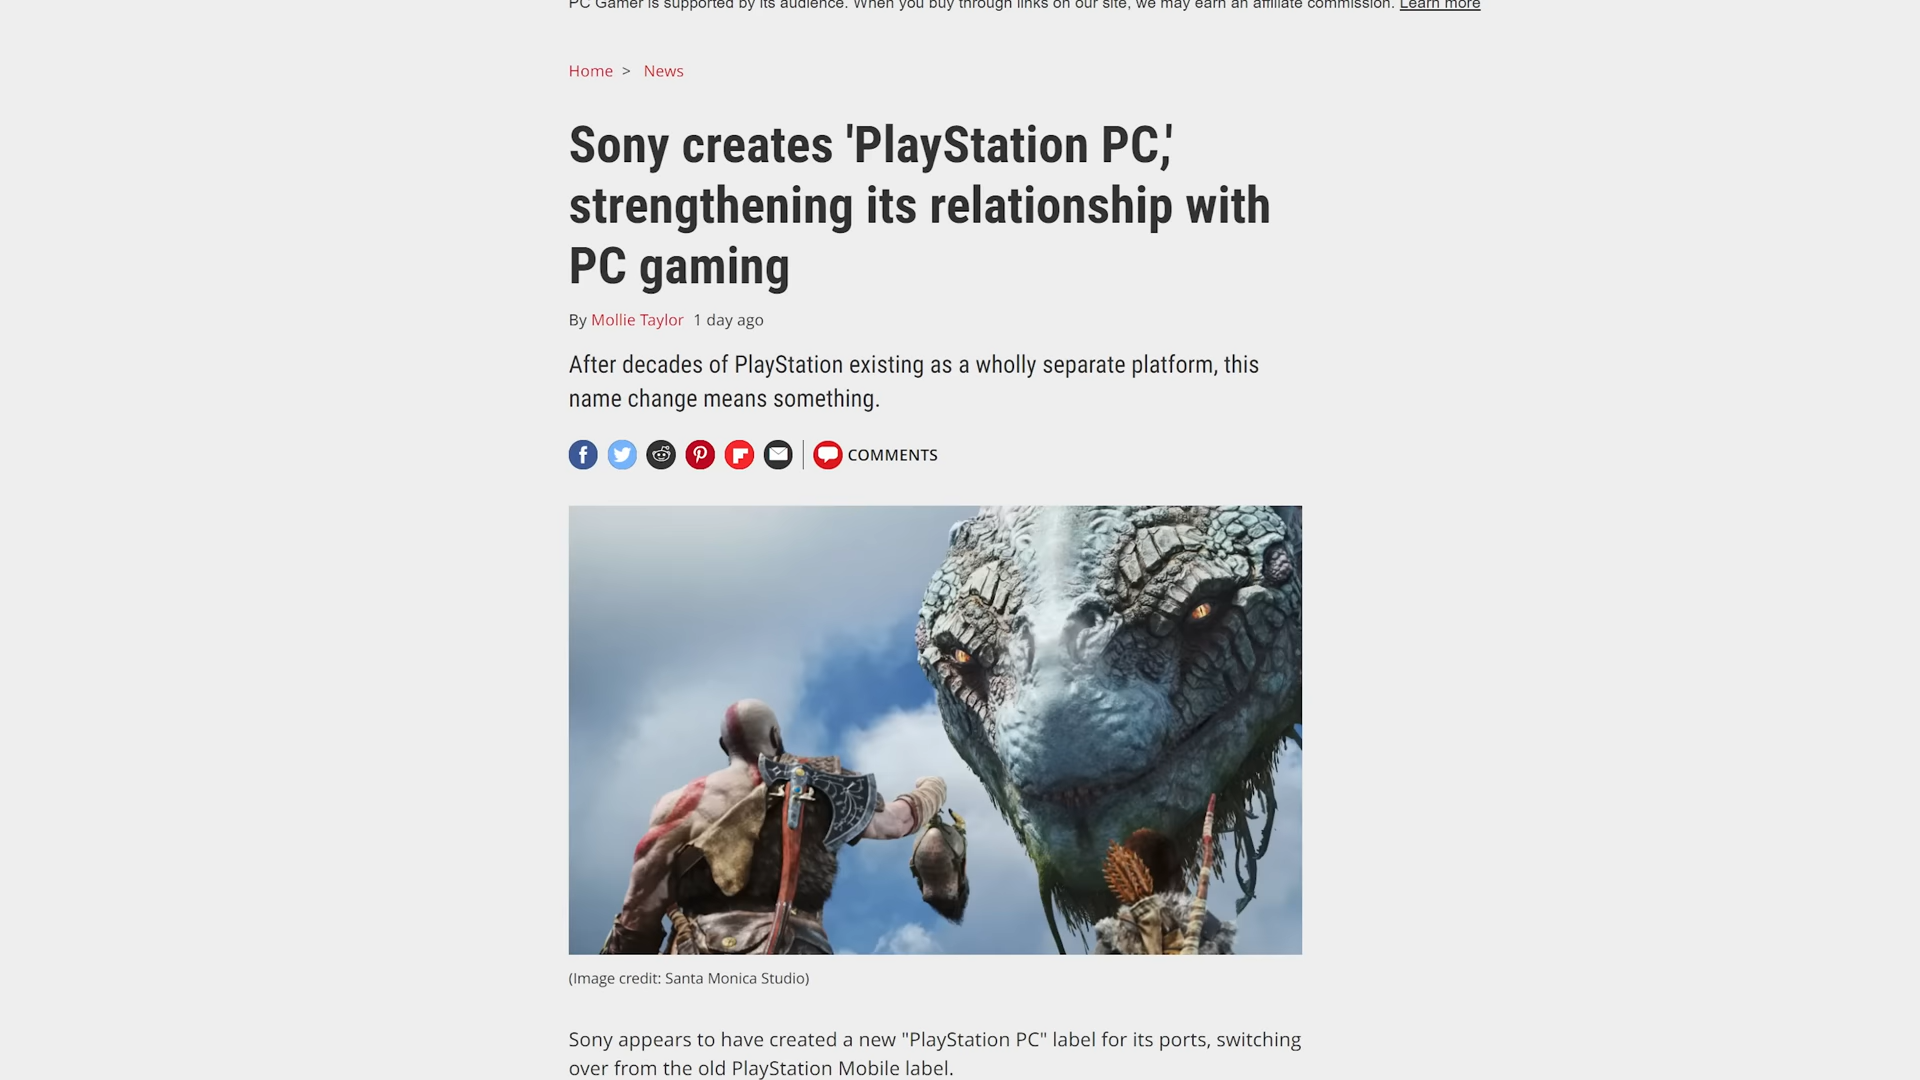 PC Gamer is supported by its audience. When you buy through links on our site, we may earn an affiliate commission. Learn more
Home > News
Sony creates 'PlayStation PC,'
strengthening its relationship with
PC gaming
By Mollie Taylor 1 day ago
After decades of PlayStation existing as a wholly separate platform, this
name change means something.
COMMENTS
(Image credit: Santa Monica Studio)
Sony appears to have created a new "PlayStation PC" label for its ports, switching
over from the old PlayStation Mobile label.